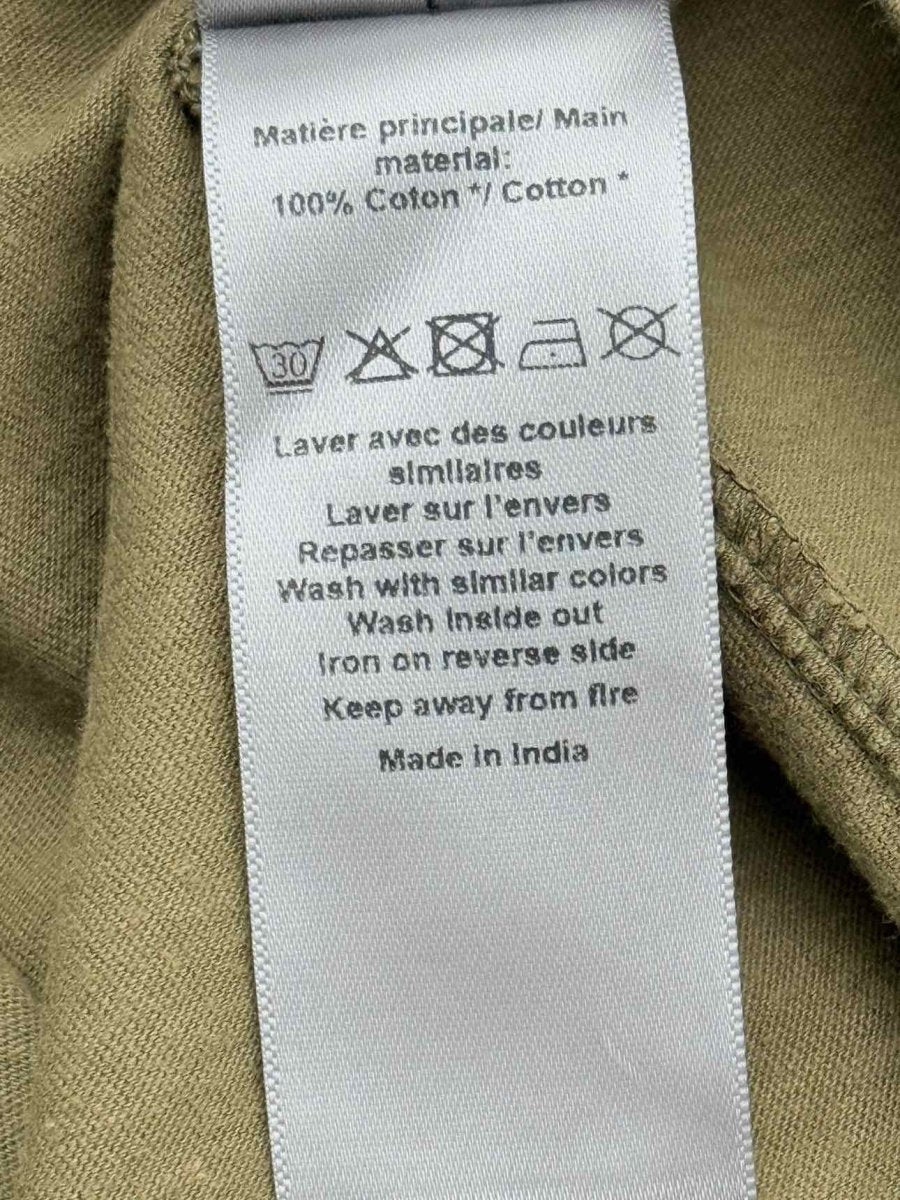 Matière principale/ Main
material:
100% Coton */ Cotton *
30
Laver avec des couleurs
similaires
Laver sur l'envers
Repasser sur l'envers
Wash with similar colors
Wash inside out
Iron on reverse side
Keep away from fire
Made in India